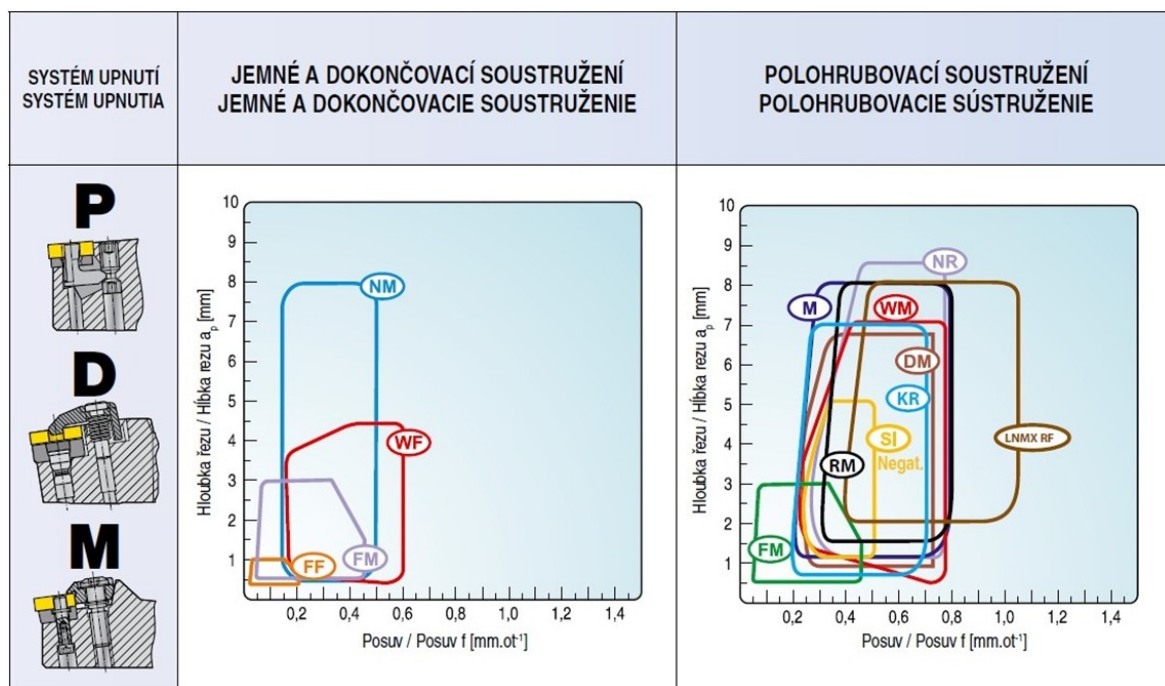 SYSTÉM UPNUTÍ
SYSTÉM UPNUTIA
JEMNÉ A DOKONČOVACÍ SOUSTRUŽENÍ
JEMNÉ A DOKONČOVACIE SOUSTRUŽENIE
POLOHRUBOVACÍ SOUSTRUŽENÍ
POLOHRUBOVACIE SÚSTRUŽENIE
P
D
M
Hloubka řezu / Hĺbka rezu aₚ [mm]
10
9
8
7
6
5
4
3
2
1
NM
WF
FM
FF
0,2
0,4
0,6
0,8
1,0
1,2
1,4
Posuv / Posuv f [mm.ot⁻¹]
Hloubka řezu / Hĺbka rezu aₚ [mm]
10
9
8
7
6
5
4
3
2
1
NR
M
WM
DM
KR
SI
Negat.
LNMX RF
RM
FM
0,2
0,4
0,6
0,8
1,0
1,2
1,4
Posuv / Posuv f [mm.ot⁻¹]